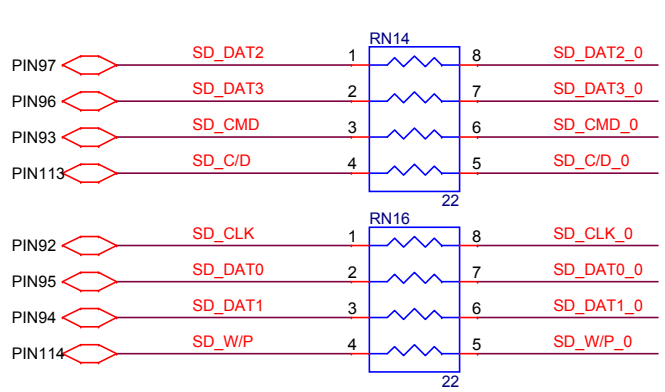 RN14
PIN97 SD_DAT2 1 8 SD_DAT2_0
PIN96 SD_DAT3 2 7 SD_DAT3_0
PIN93 SD_CMD 3 6 SD_CMD_0
PIN113 SD_C/D 4 5 SD_C/D_0
22
RN16
PIN92 SD_CLK 1 8 SD_CLK_0
PIN95 SD_DAT0 2 7 SD_DAT0_0
PIN94 SD_DAT1 3 6 SD_DAT1_0
PIN114 SD_W/P 4 5 SD_W/P_0
22